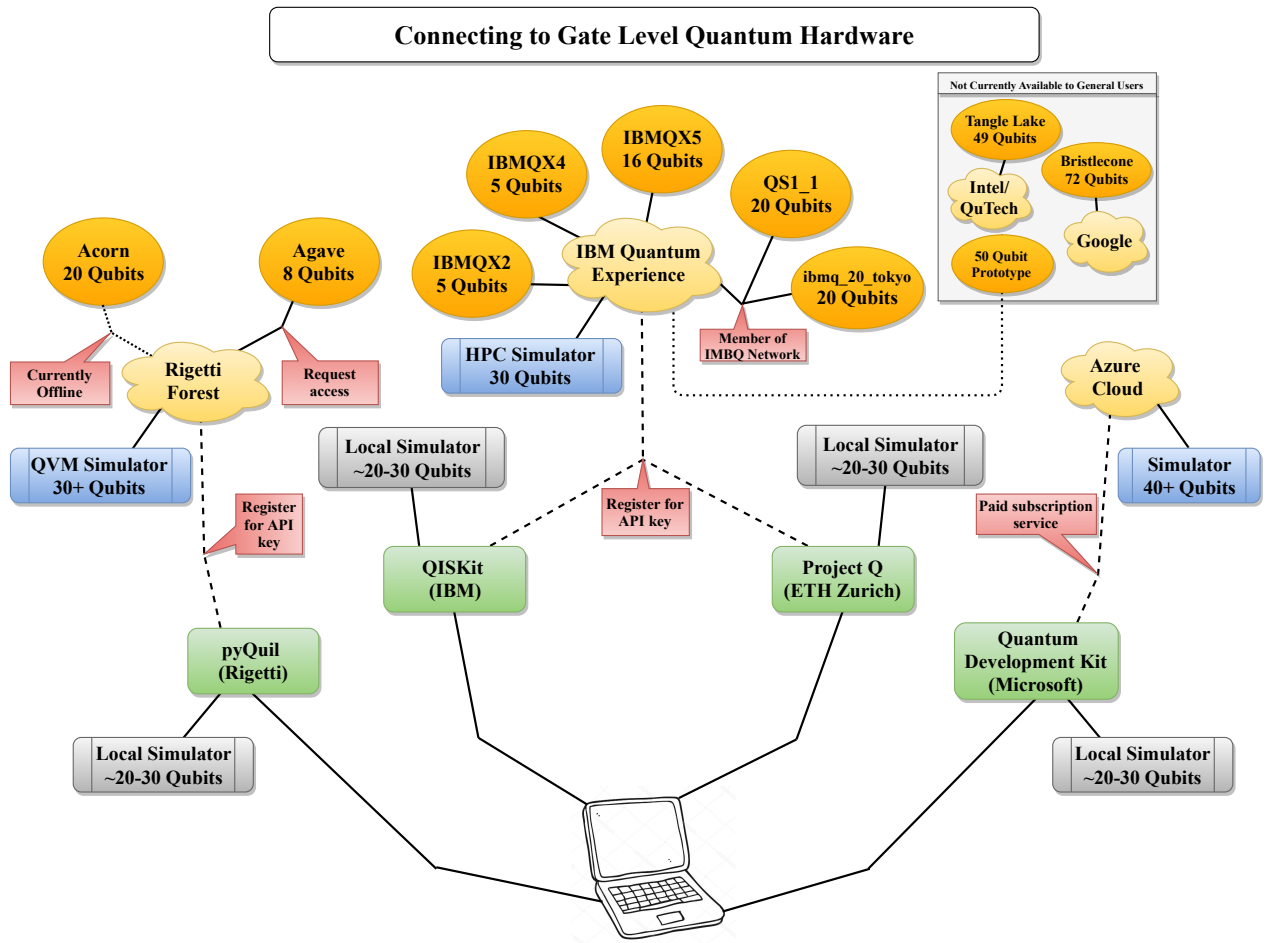 Connecting to Gate Level Quantum Hardware
Not Currently Available to General Users
Tangle Lake
49 Qubits
Bristlecone
72 Qubits
Intel/
QuTech
Google
50 Qubit
Prototype
IBMQX5
16 Qubits
IBMQX4
5 Qubits
QS1_1
20 Qubits
IBMQX2
5 Qubits
IBM Quantum
Experience
ibmq_20_tokyo
20 Qubits
Member of
IMBQ Network
HPC Simulator
30 Qubits
Acorn
20 Qubits
Agave
8 Qubits
Currently
Offline
Rigetti
Forest
Request
access
QVM Simulator
30+ Qubits
Register
for API
key
Local Simulator
~20-30 Qubits
Register for
API key
Local Simulator
~20-30 Qubits
Azure
Cloud
Simulator
40+ Qubits
Paid subscription
service
QISKit
(IBM)
Project Q
(ETH Zurich)
pyQuil
(Rigetti)
Quantum
Development Kit
(Microsoft)
Local Simulator
~20-30 Qubits
Local Simulator
~20-30 Qubits